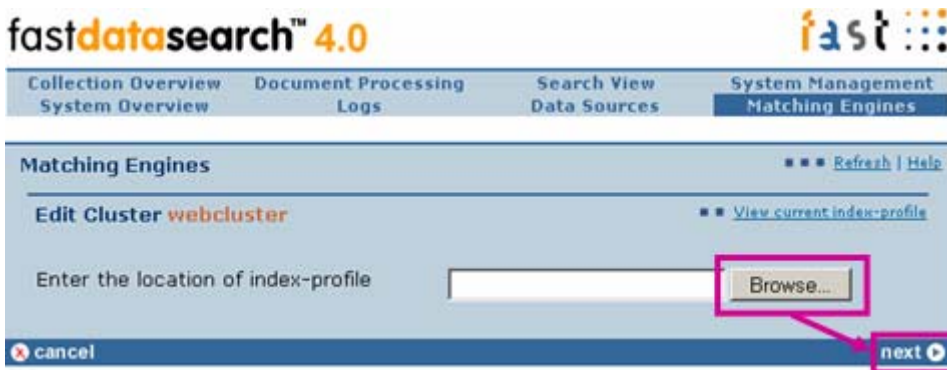 fastdatasearch™ 4.0
fast
Collection Overview Document Processing Search View System Management
System Overview Logs Data Sources Matching Engines
Matching Engines Refresh | Help
Edit Cluster webcluster View current index-profile
Enter the location of index-profile Browse...
cancel next